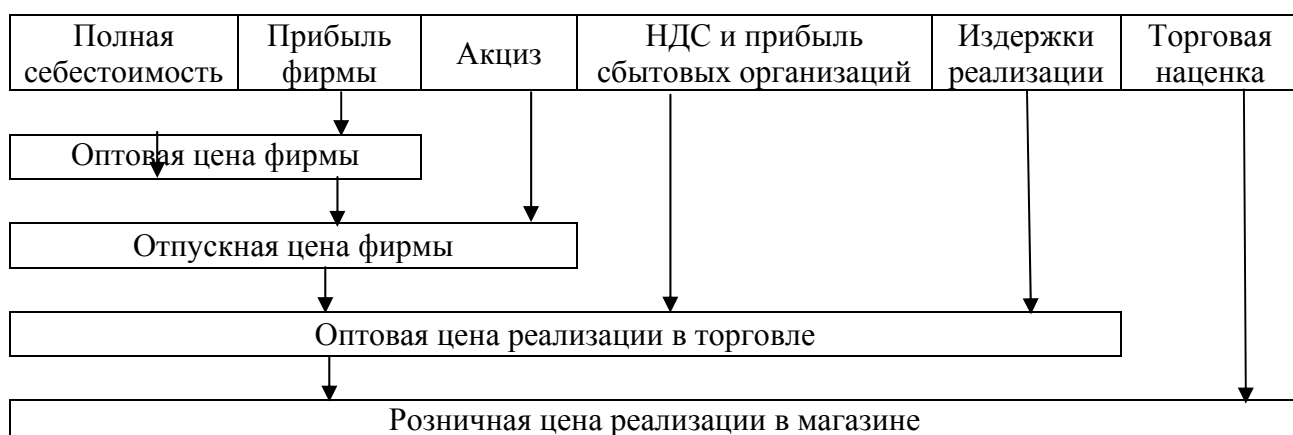 Полная
себестоимость
Прибыль
фирмы
Акциз
НДС и прибыль
сбытовых организаций
Издержки
реализации
Торговая
наценка
Оптовая цена фирмы
Отпускная цена фирмы
Оптовая цена реализации в торговле
Розничная цена реализации в магазине